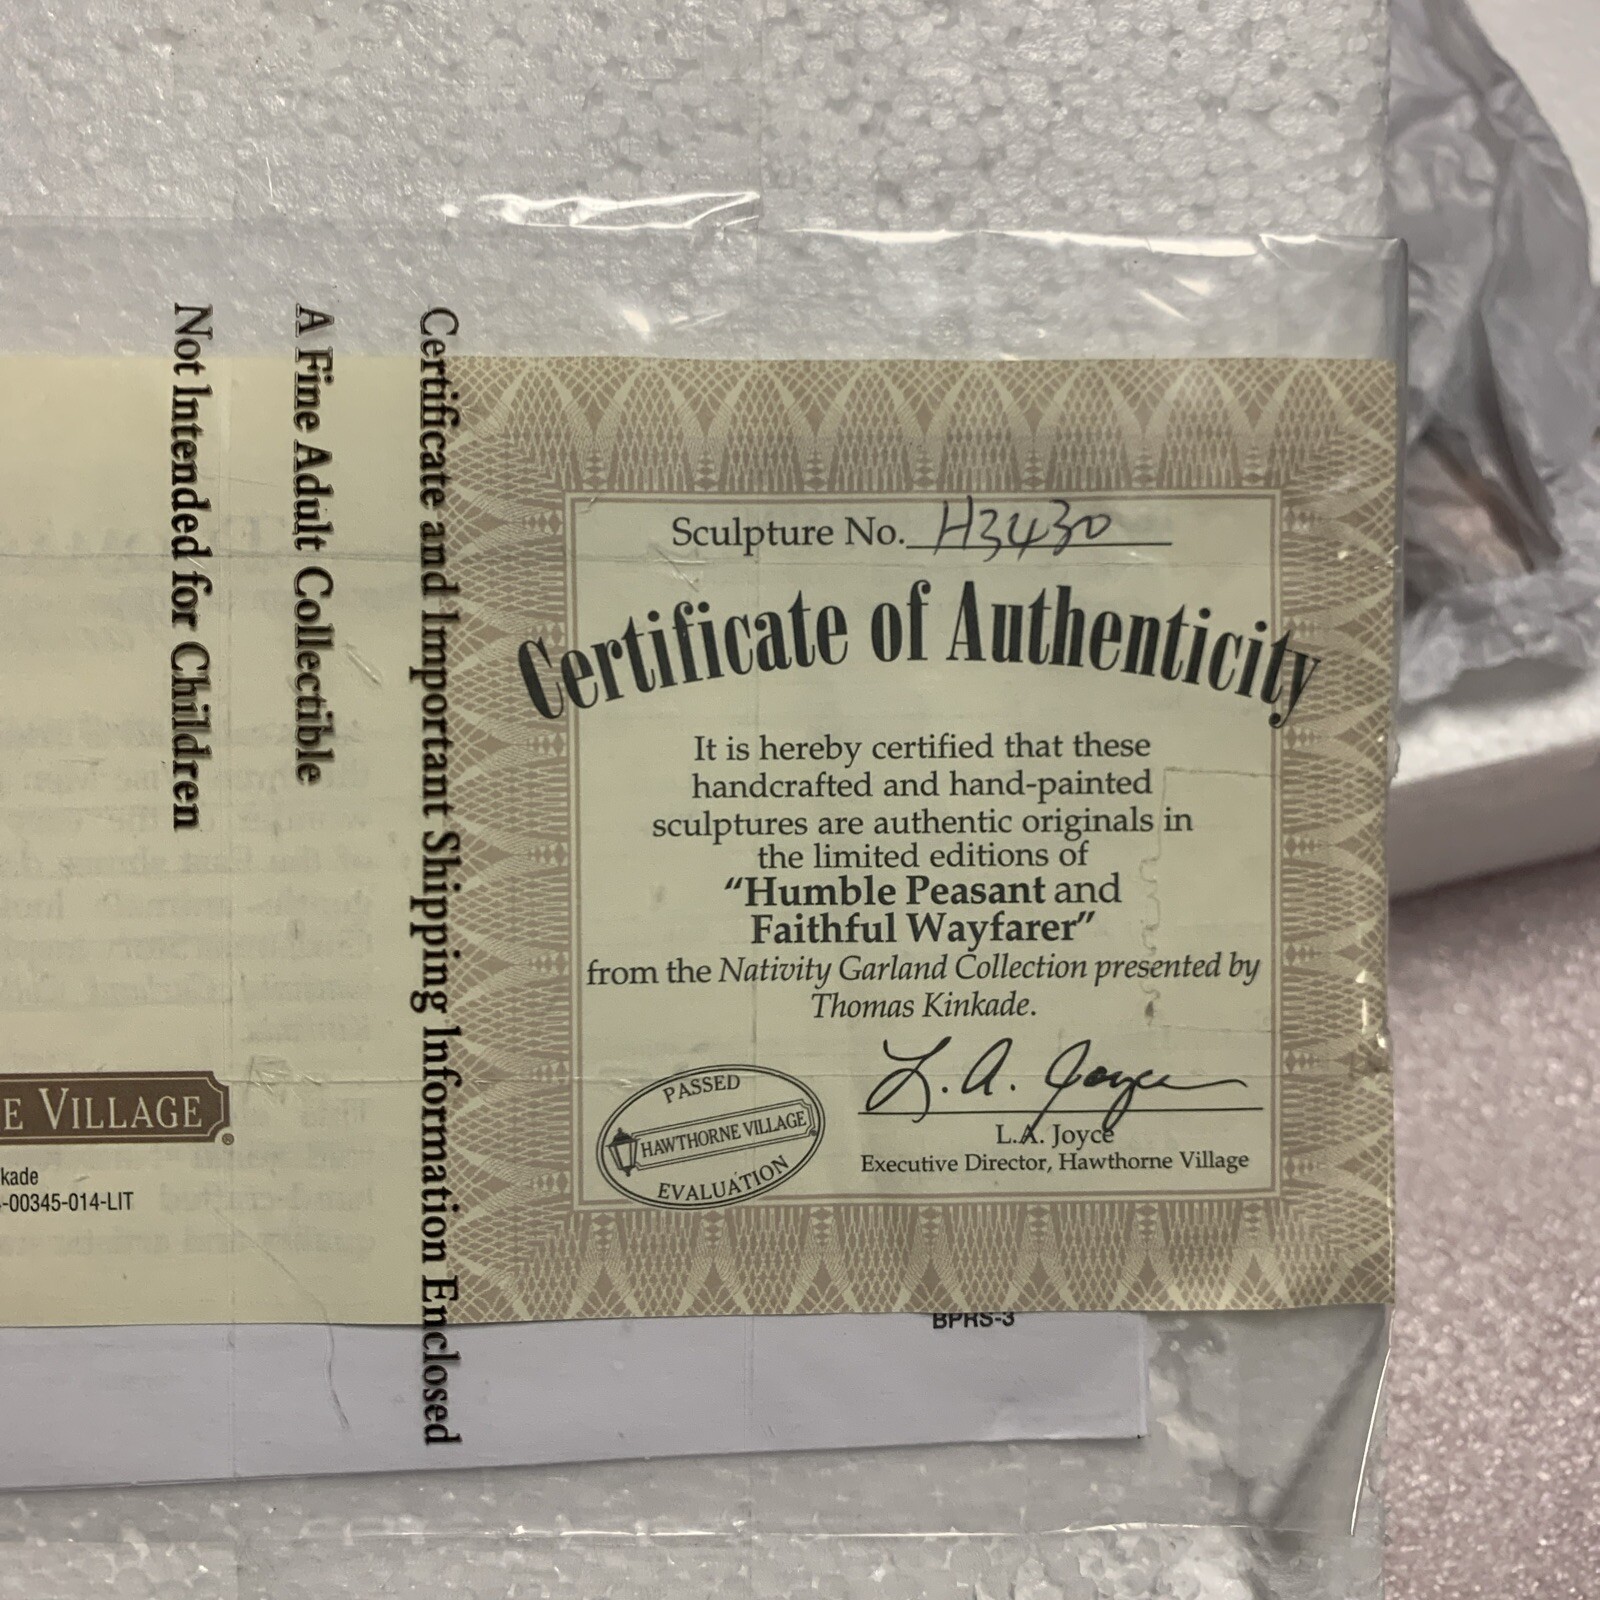 Sculpture No. H3430
Certificate of Authenticity
It is hereby certified that these
handcrafted and hand-painted
sculptures are authentic originals in
the limited editions of
“Humble Peasant and
Faithful Wayfarer”
from the Nativity Garland Collection presented by
Thomas Kinkade.
L. A. Joyce
L.A. Joyce
Executive Director, Hawthorne Village
PASSED
HAWTHORNE VILLAGE
EVALUATION
Certificate and Important Shipping Information Enclosed
A Fine Adult Collectible
Not Intended for Children
E VILLAGE®
kade
-00345-014-LIT
BPHS-3